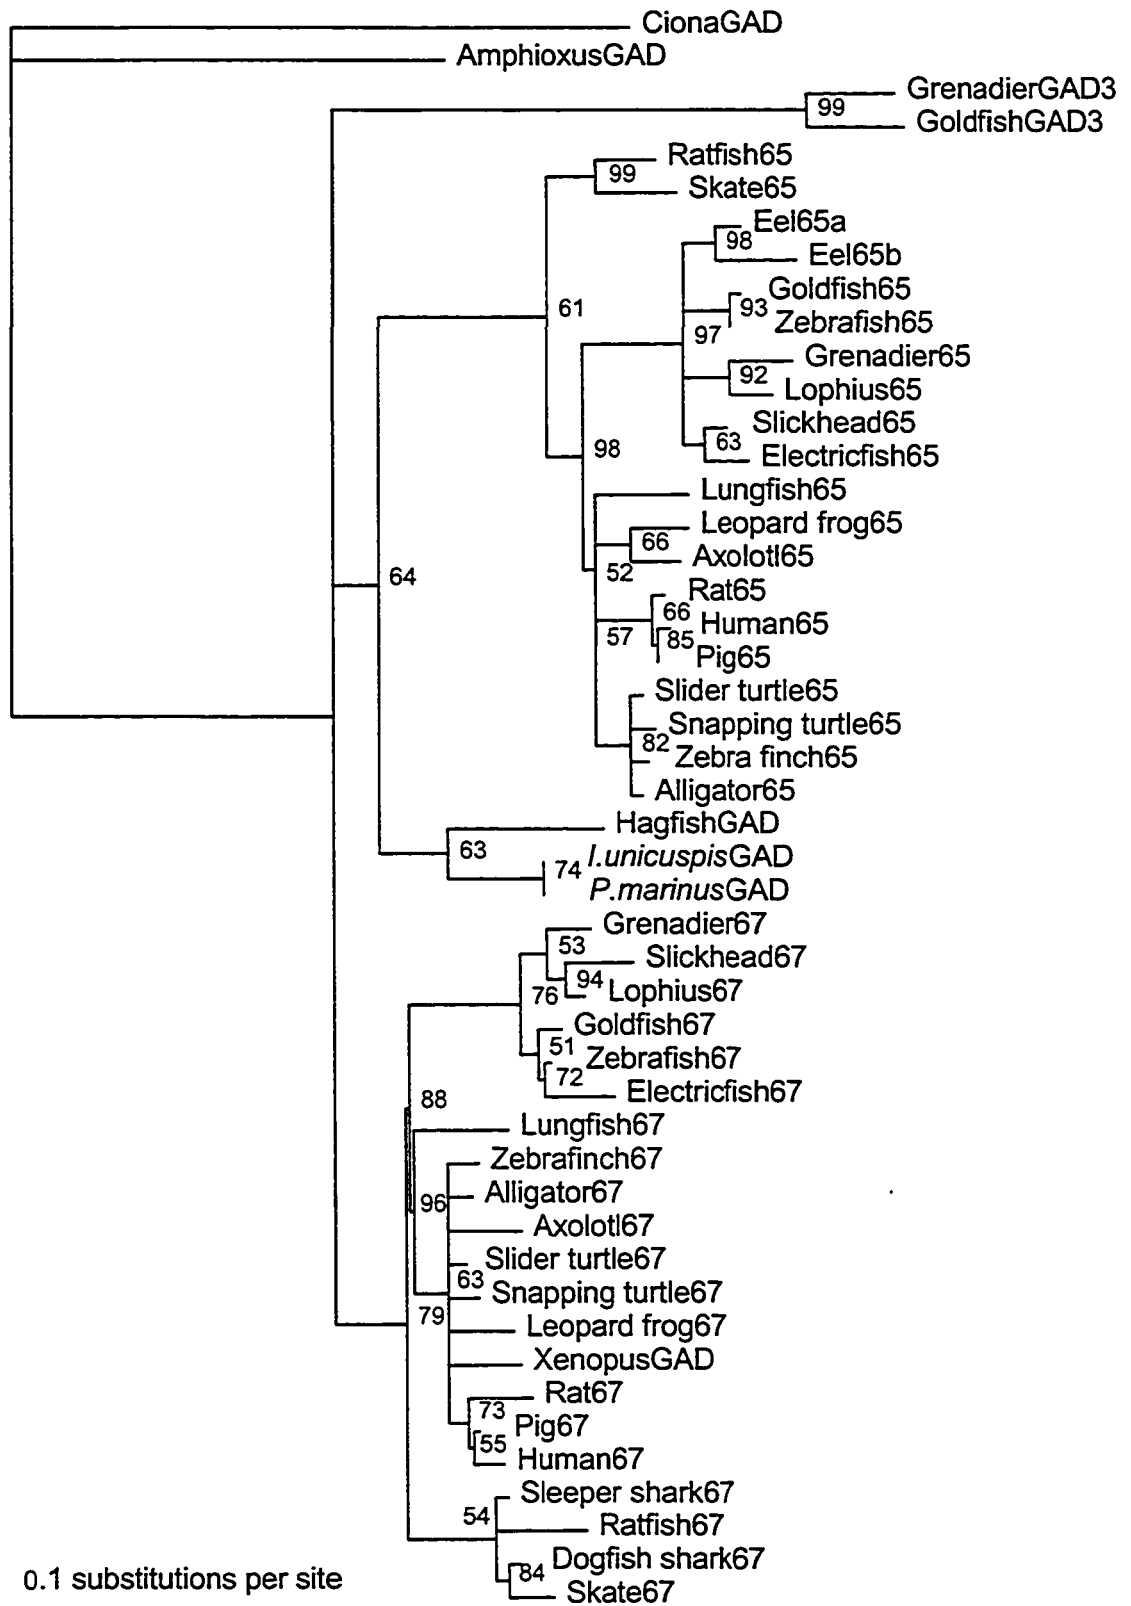 CionaGAD
AmphioxusGAD
GrenadierGAD3
99
GoldfishGAD3
Ratfish65
99
Skate65
Eel65a
98
Eel65b
Goldfish65
93
61
Zebrafish65
97
Grenadier65
92
Lophius65
Slickhead65
63
98
Electricfish65
Lungfish65
Leopard frog65
66
Axolotl65
64
52
Rat65
66
Human65
57
85
Pig65
Slider turtle65
Snapping turtle65
82
Zebra finch65
Alligator65
HagfishGAD
63
I.unicuspisGAD
74
P.marinusGAD
Grenadier67
53
Slickhead67
94
76
Lophius67
Goldfish67
51
Zebrafish67
72
Electricfish67
88
Lungfish67
Zebrafinch67
Alligator67
96
Axolotl67
Slider turtle67
63
Snapping turtle67
79
Leopard frog67
XenopusGAD
Rat67
73
Pig67
55
Human67
Sleeper shark67
54
Ratfish67
Dogfish shark67
84
0.1 substitutions per site
Skate67